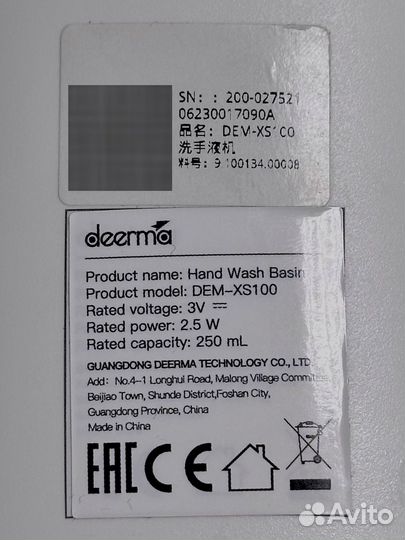 SN: : 200-027521
06230017090A
品名: DEM-XS100
洗手液机
料号: 9.100134.00008
deerma
Product name: Hand Wash Basin
Product model: DEM-XS100
Rated voltage: 3V ⎓
Rated power: 2.5 W
Rated capacity: 250 mL
GUANGDONG DEERMA TECHNOLOGY CO., LTD.
Add: No.4-1 Longhui Road, Malong Village Committee,
Beijiao Town, Shunde District,Foshan City,
Guangdong Province, China
Made in China
EAC CE
Avito